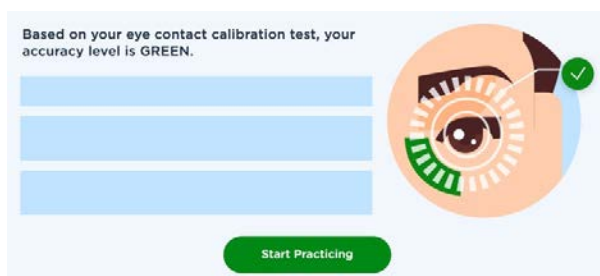 Based on your eye contact calibration test, your
accuracy level is GREEN.
Start Practicing